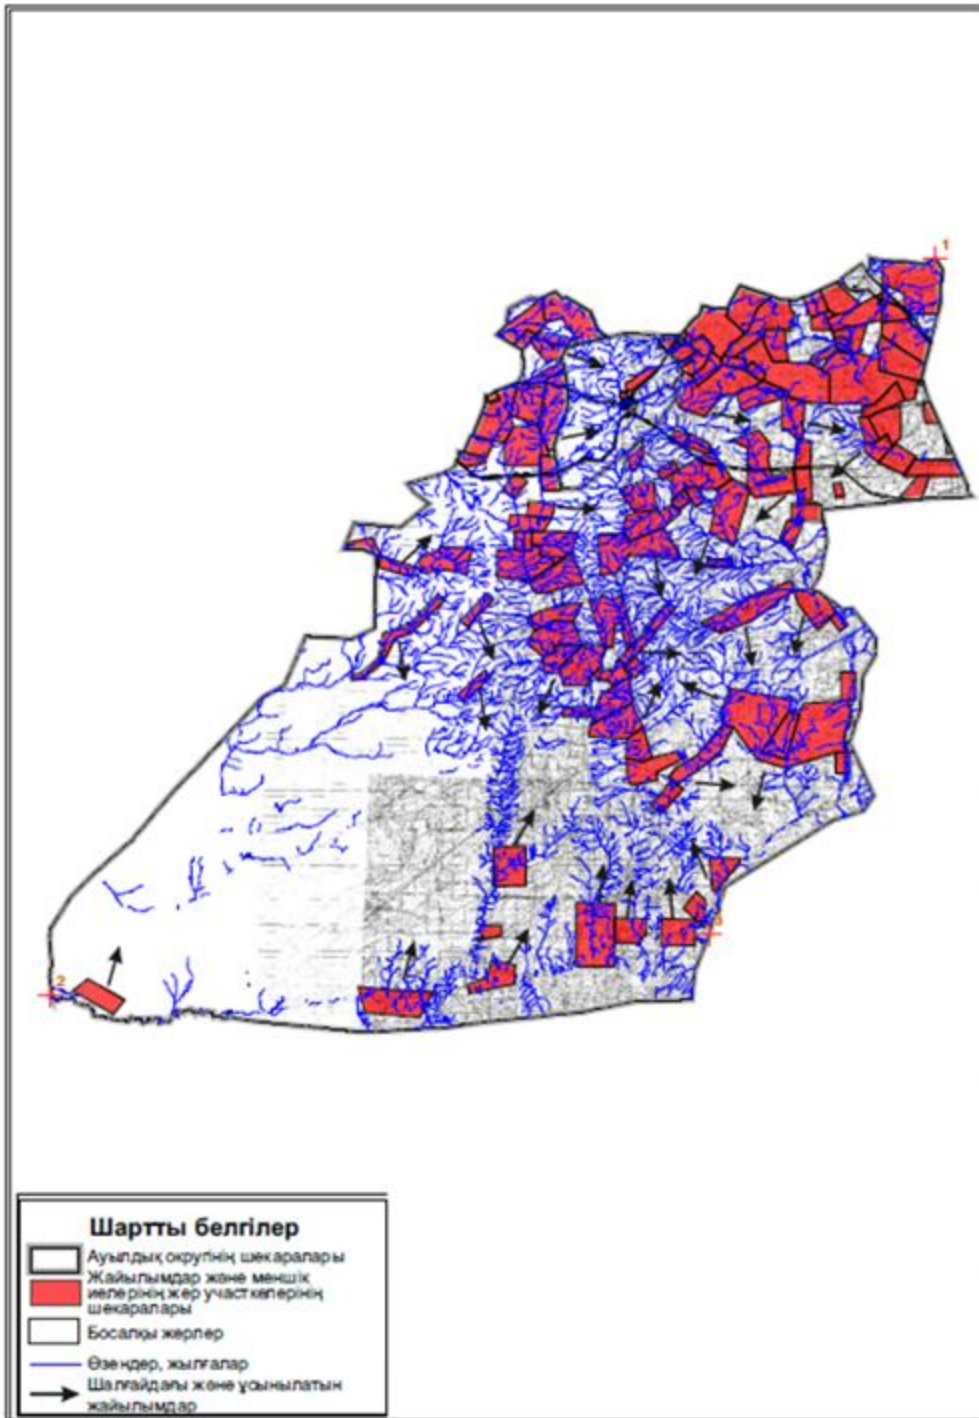 1
2
3
Шартты белгілер
Ауылдық округінің шекаралары
Жайылымдар және меншік
иелерінің жер участкелерінің
шекаралары
Босалқы жерлер
Өзендер, жылғалар
Шалғайдағы және ұсынылатын
жайылымдар